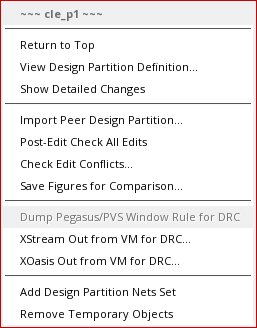 ~~~ cle_p1 ~~~
Return to Top
View Design Partition Definition...
Show Detailed Changes
Import Peer Design Partition...
Post-Edit Check All Edits
Check Edit Conflicts...
Save Figures for Comparison...
Dump Pegasus/PVS Window Rule for DRC
XStream Out from VM for DRC...
XOasis Out from VM for DRC...
Add Design Partition Nets Set
Remove Temporary Objects